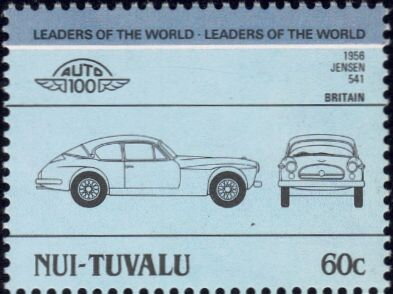 LEADERS OF THE WORLD · LEADERS OF THE WORLD
AUTO
100
1956
JENSEN
541
BRITAIN
NUI-TUVALU
60c